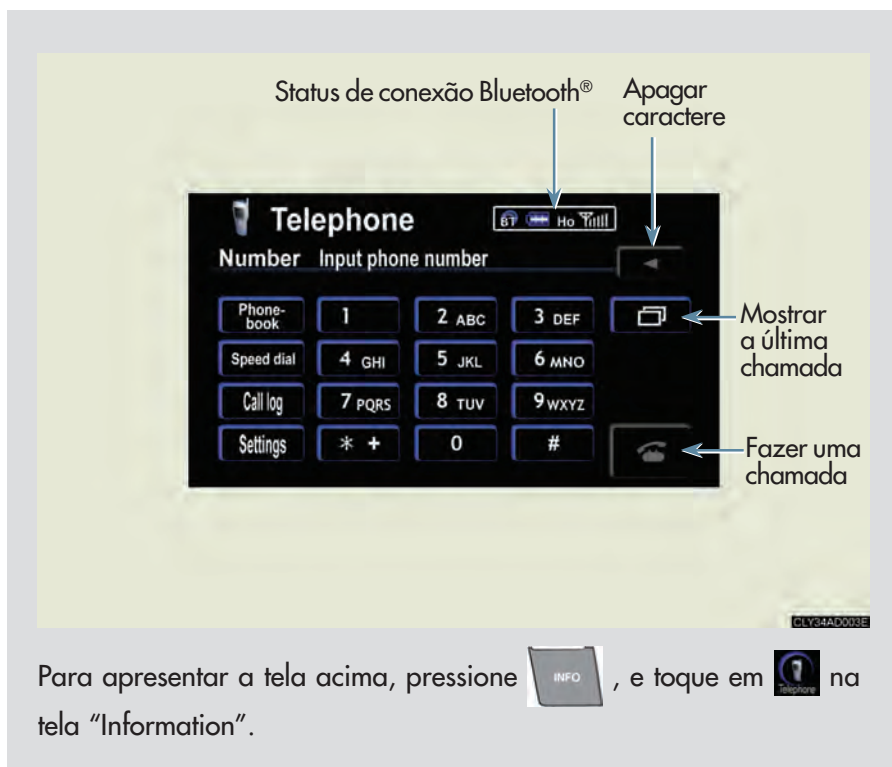 Status de conexão Bluetooth®
Apagar
caractere
Telephone
BT Ho
Number Input phone number
Phone-
book
1
2 ABC
3 DEF
Mostrar
a última
chamada
Speed dial
4 GHI
5 JKL
6 MNO
Call log
7 PQRS
8 TUV
9 WXYZ
Settings
* +
0
#
Fazer uma
chamada
CLY34AD003E
Para apresentar a tela acima, pressione INFO , e toque em Telephone na
tela “Information”.